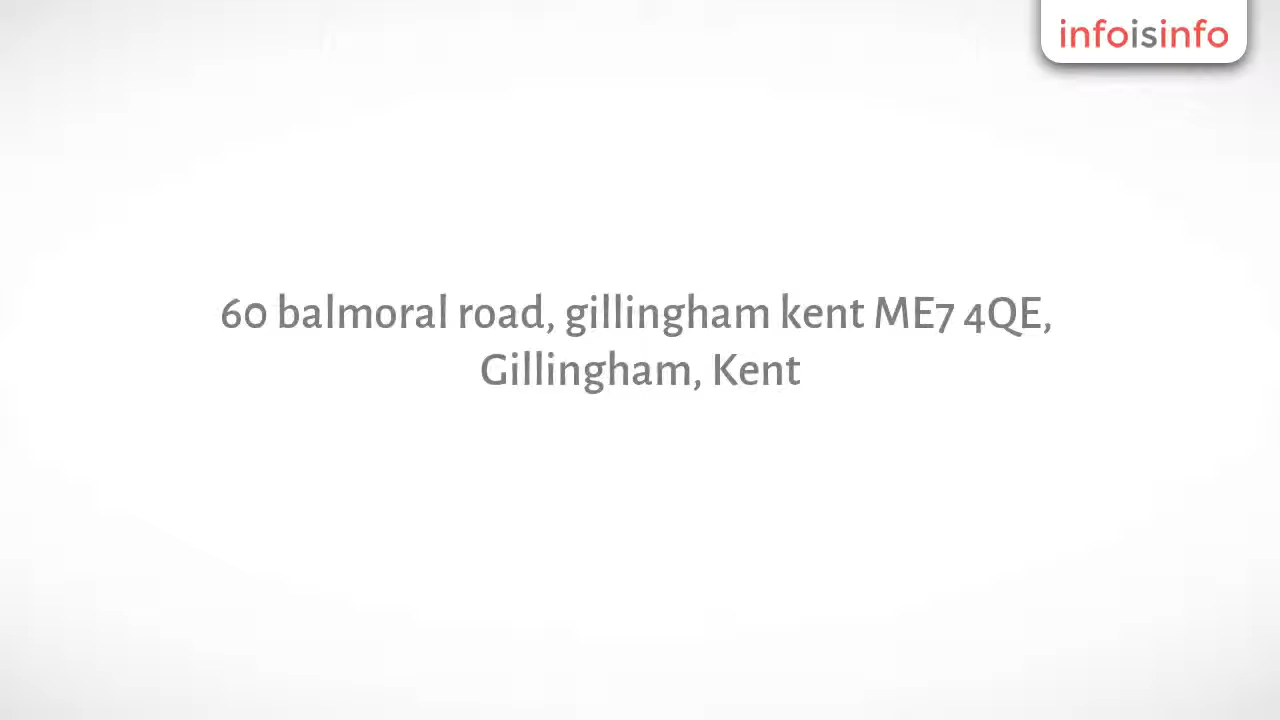 infoisinfo
60 balmoral road, gillingham kent ME7 4QE,
Gillingham, Kent